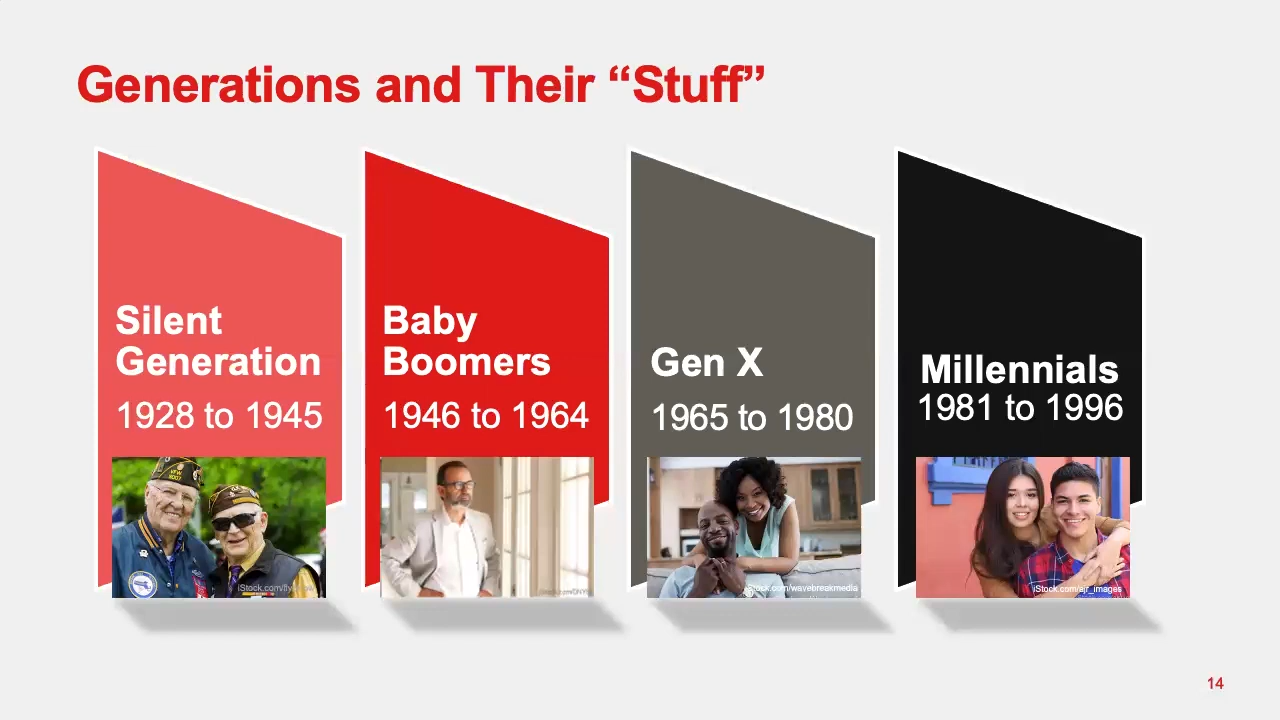 Generations and Their “Stuff”
Silent
Generation
1928 to 1945
Baby
Boomers
1946 to 1964
Gen X
1965 to 1980
Millennials
1981 to 1996
VFW
iStock.com/wavebreakmedia
iStock.com/ajr_images
14